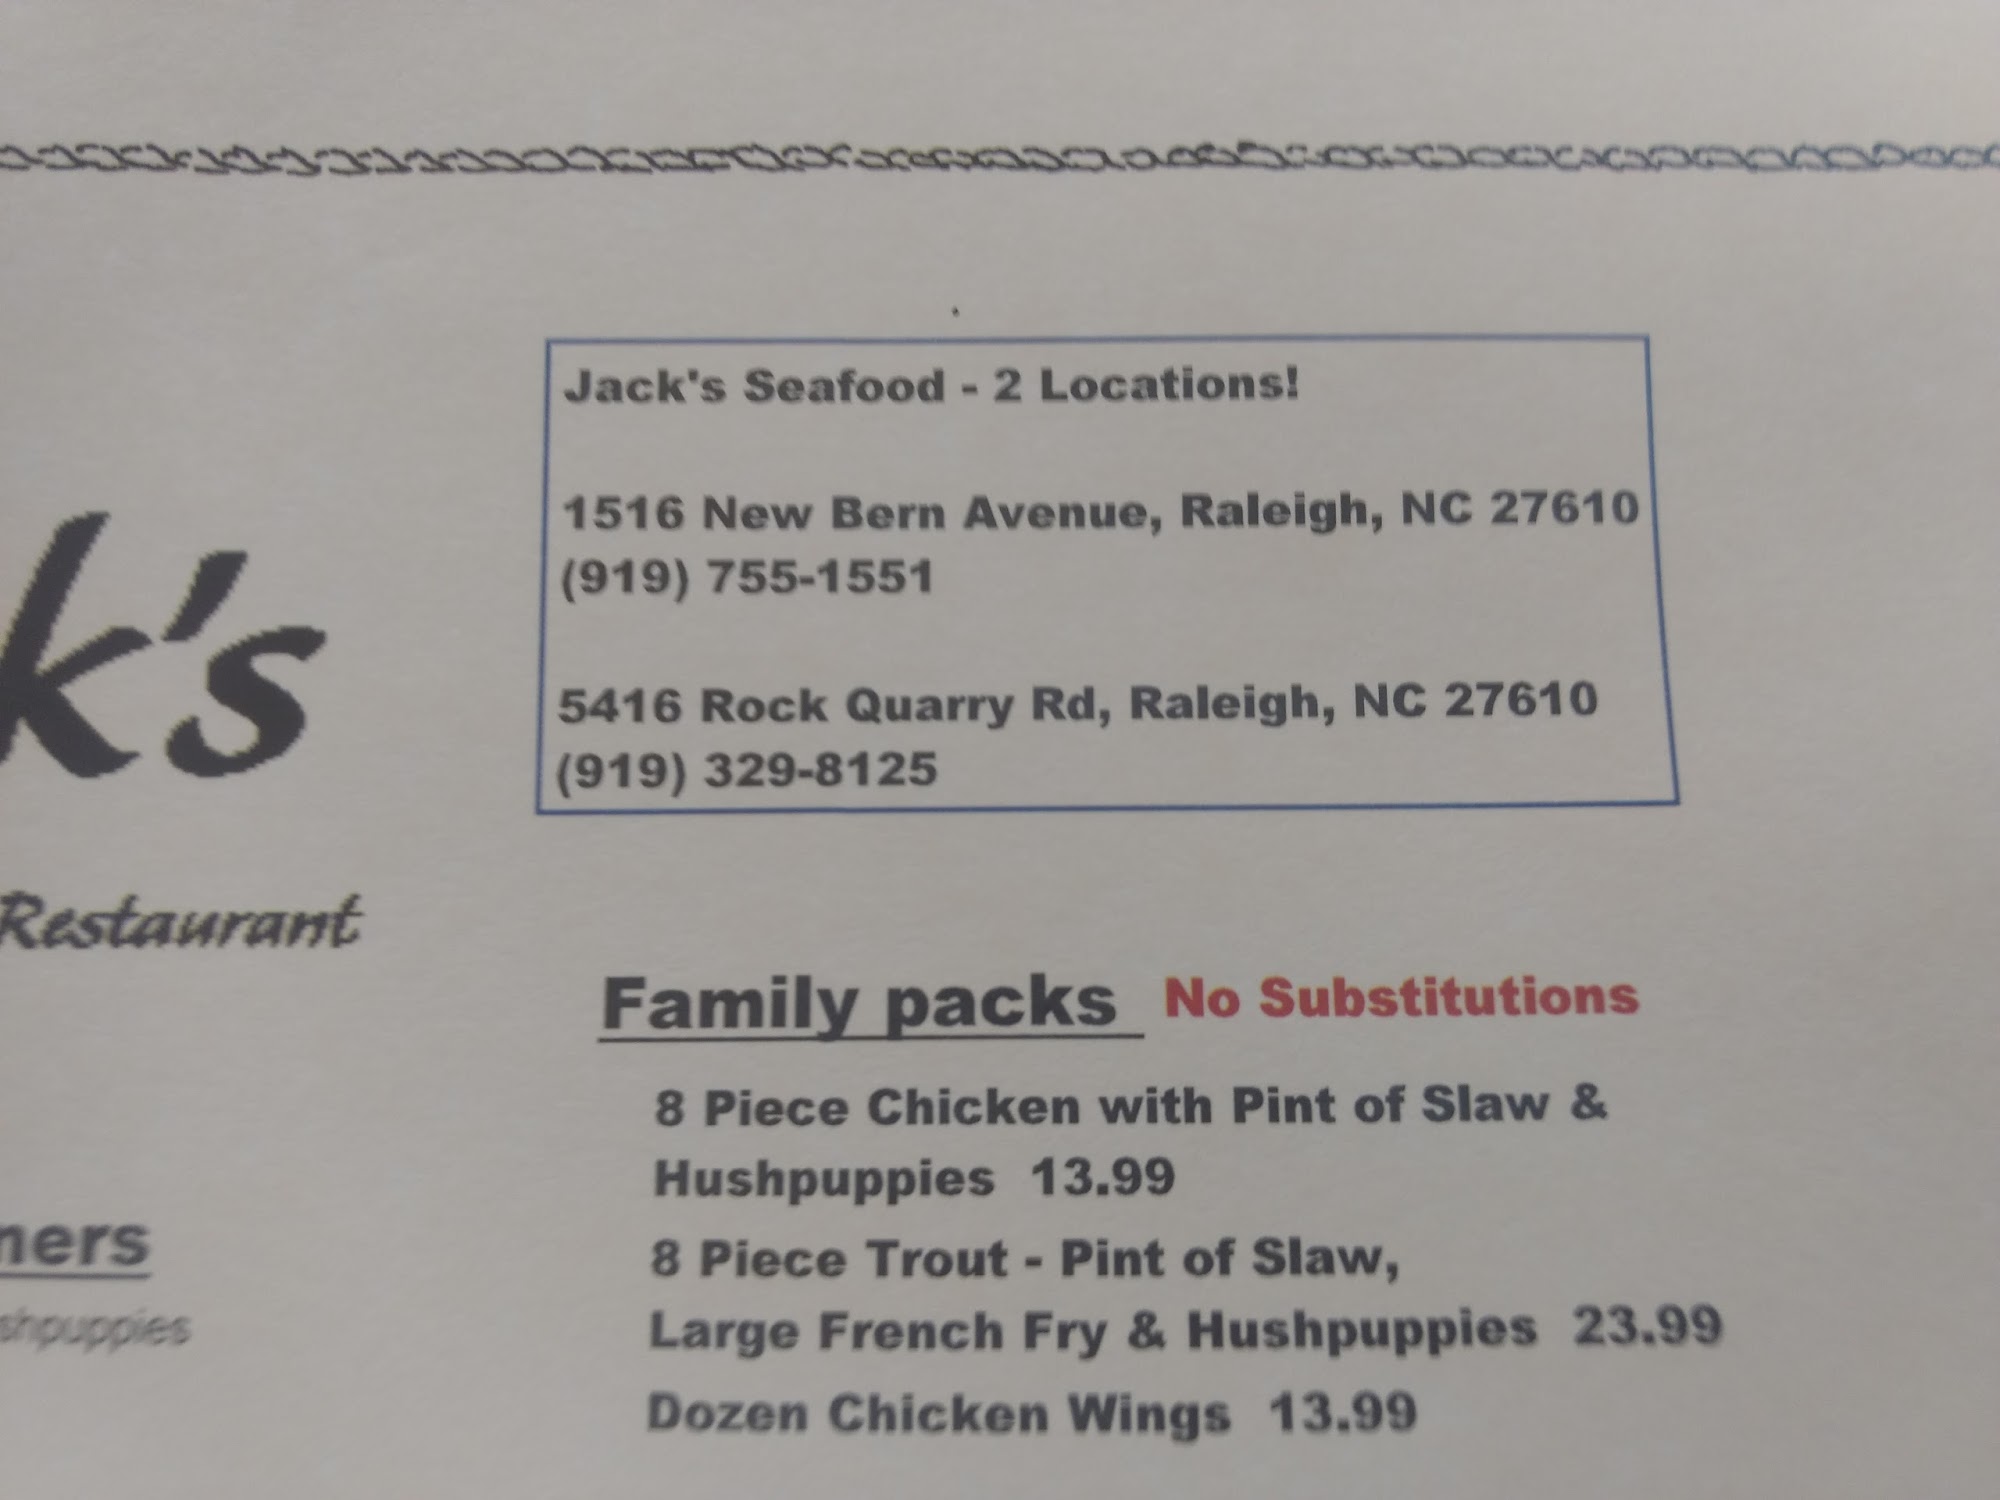 Jack's Seafood - 2 Locations!
1516 New Bern Avenue, Raleigh, NC 27610
(919) 755-1551
5416 Rock Quarry Rd, Raleigh, NC 27610
(919) 329-8125
k's
Restaurant
Family packs No Substitutions
8 Piece Chicken with Pint of Slaw &
Hushpuppies 13.99
8 Piece Trout - Pint of Slaw,
Large French Fry & Hushpuppies 23.99
Dozen Chicken Wings 13.99
ners
shpuppies